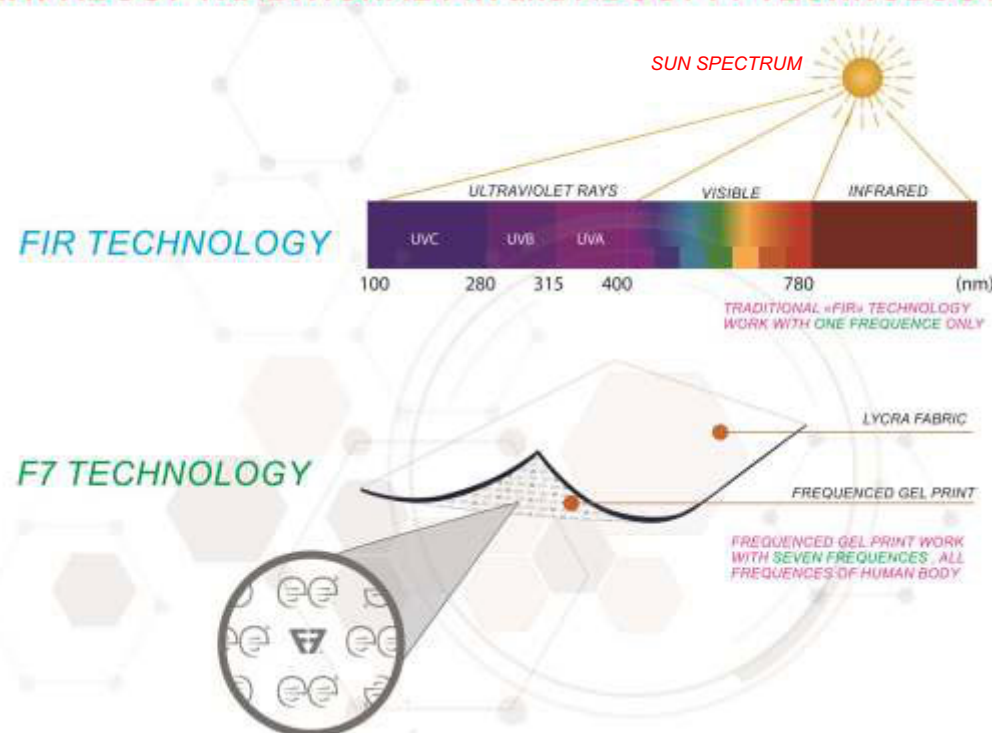 SUN SPECTRUM
ULTRAVIOLET RAYS VISIBLE INFRARED
FIR TECHNOLOGY
UVC UVB UVA
100 280 315 400 780 (nm)
TRADITIONAL «FIR» TECHNOLOGY
WORK WITH ONE FREQUENCE ONLY
LYCRA FABRIC
F7 TECHNOLOGY
FREQUENCED GEL PRINT
FREQUENCED GEL PRINT WORK
WITH SEVEN FREQUENCES , ALL
FREQUENCES OF HUMAN BODY
F7